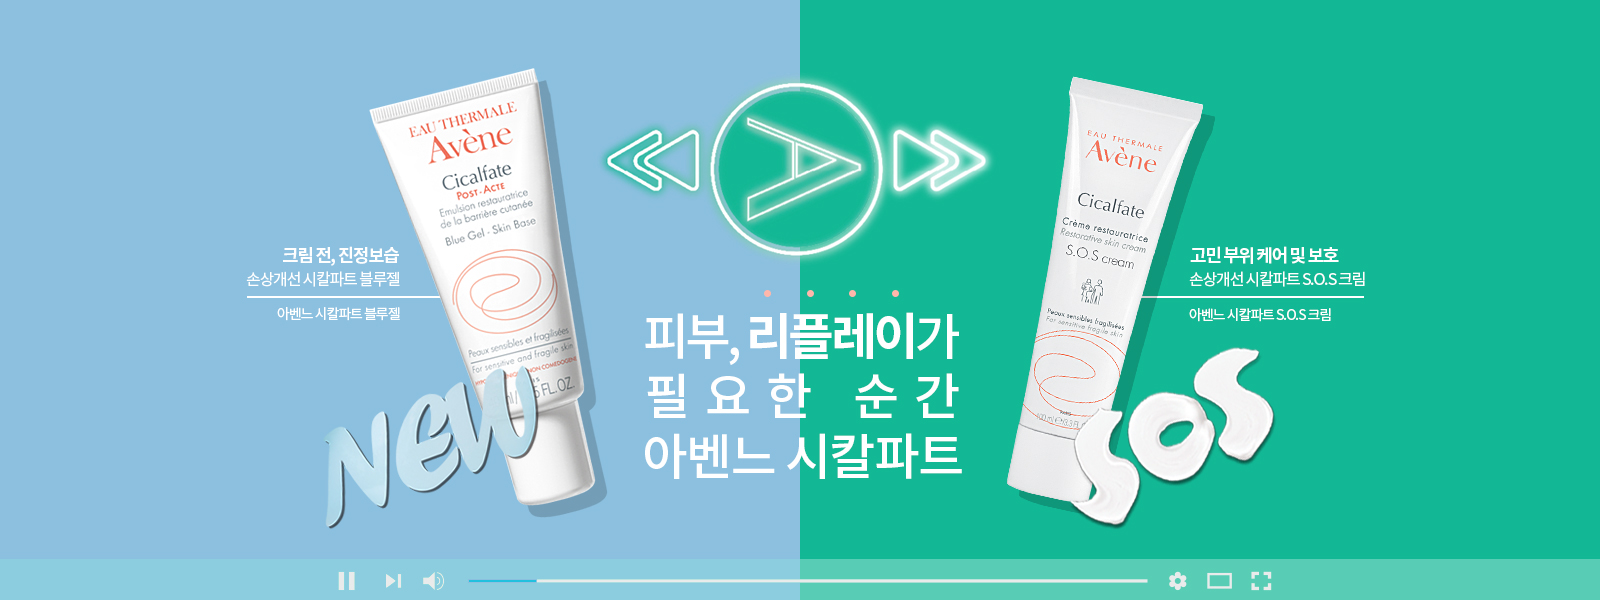 EAU THERMALE
Avène
Cicalfate
POST-ACTE
Emulsion restauratrice
de la barrière cutanée
Blue Gel - Skin Base
Peaux sensibles et fragilisées
For sensitive and fragile skin
FL.OZ.
NEW
크림 전, 진정보습
손상개선 시칼파트 블루젤
아벤느 시칼파트 블루젤
A
피부, 리플레이가
필요한 순간
아벤느 시칼파트
EAU THERMALE
Avène
Cicalfate
Crème restauratrice
Restorative skin cream
S.O.S cream
Peaux sensibles fragilisées
For sensitive fragile skin
SOS
고민 부위 케어 및 보호
손상개선 시칼파트 S.O.S 크림
아벤느 시칼파트 S.O.S 크림